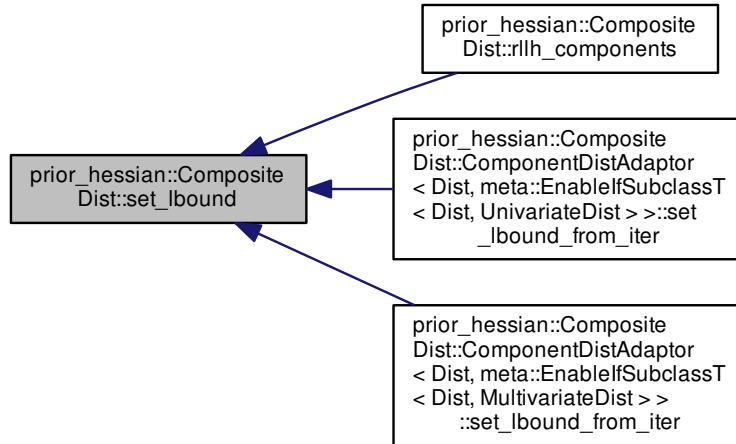 prior_hessian::Composite
Dist::rllh_components
prior_hessian::Composite
Dist::set_lbound
prior_hessian::Composite
Dist::ComponentDistAdaptor
< Dist, meta::EnableIfSubclassT
< Dist, UnivariateDist > >::set
_lbound_from_iter
prior_hessian::Composite
Dist::ComponentDistAdaptor
< Dist, meta::EnableIfSubclassT
< Dist, MultivariateDist > >
::set_lbound_from_iter